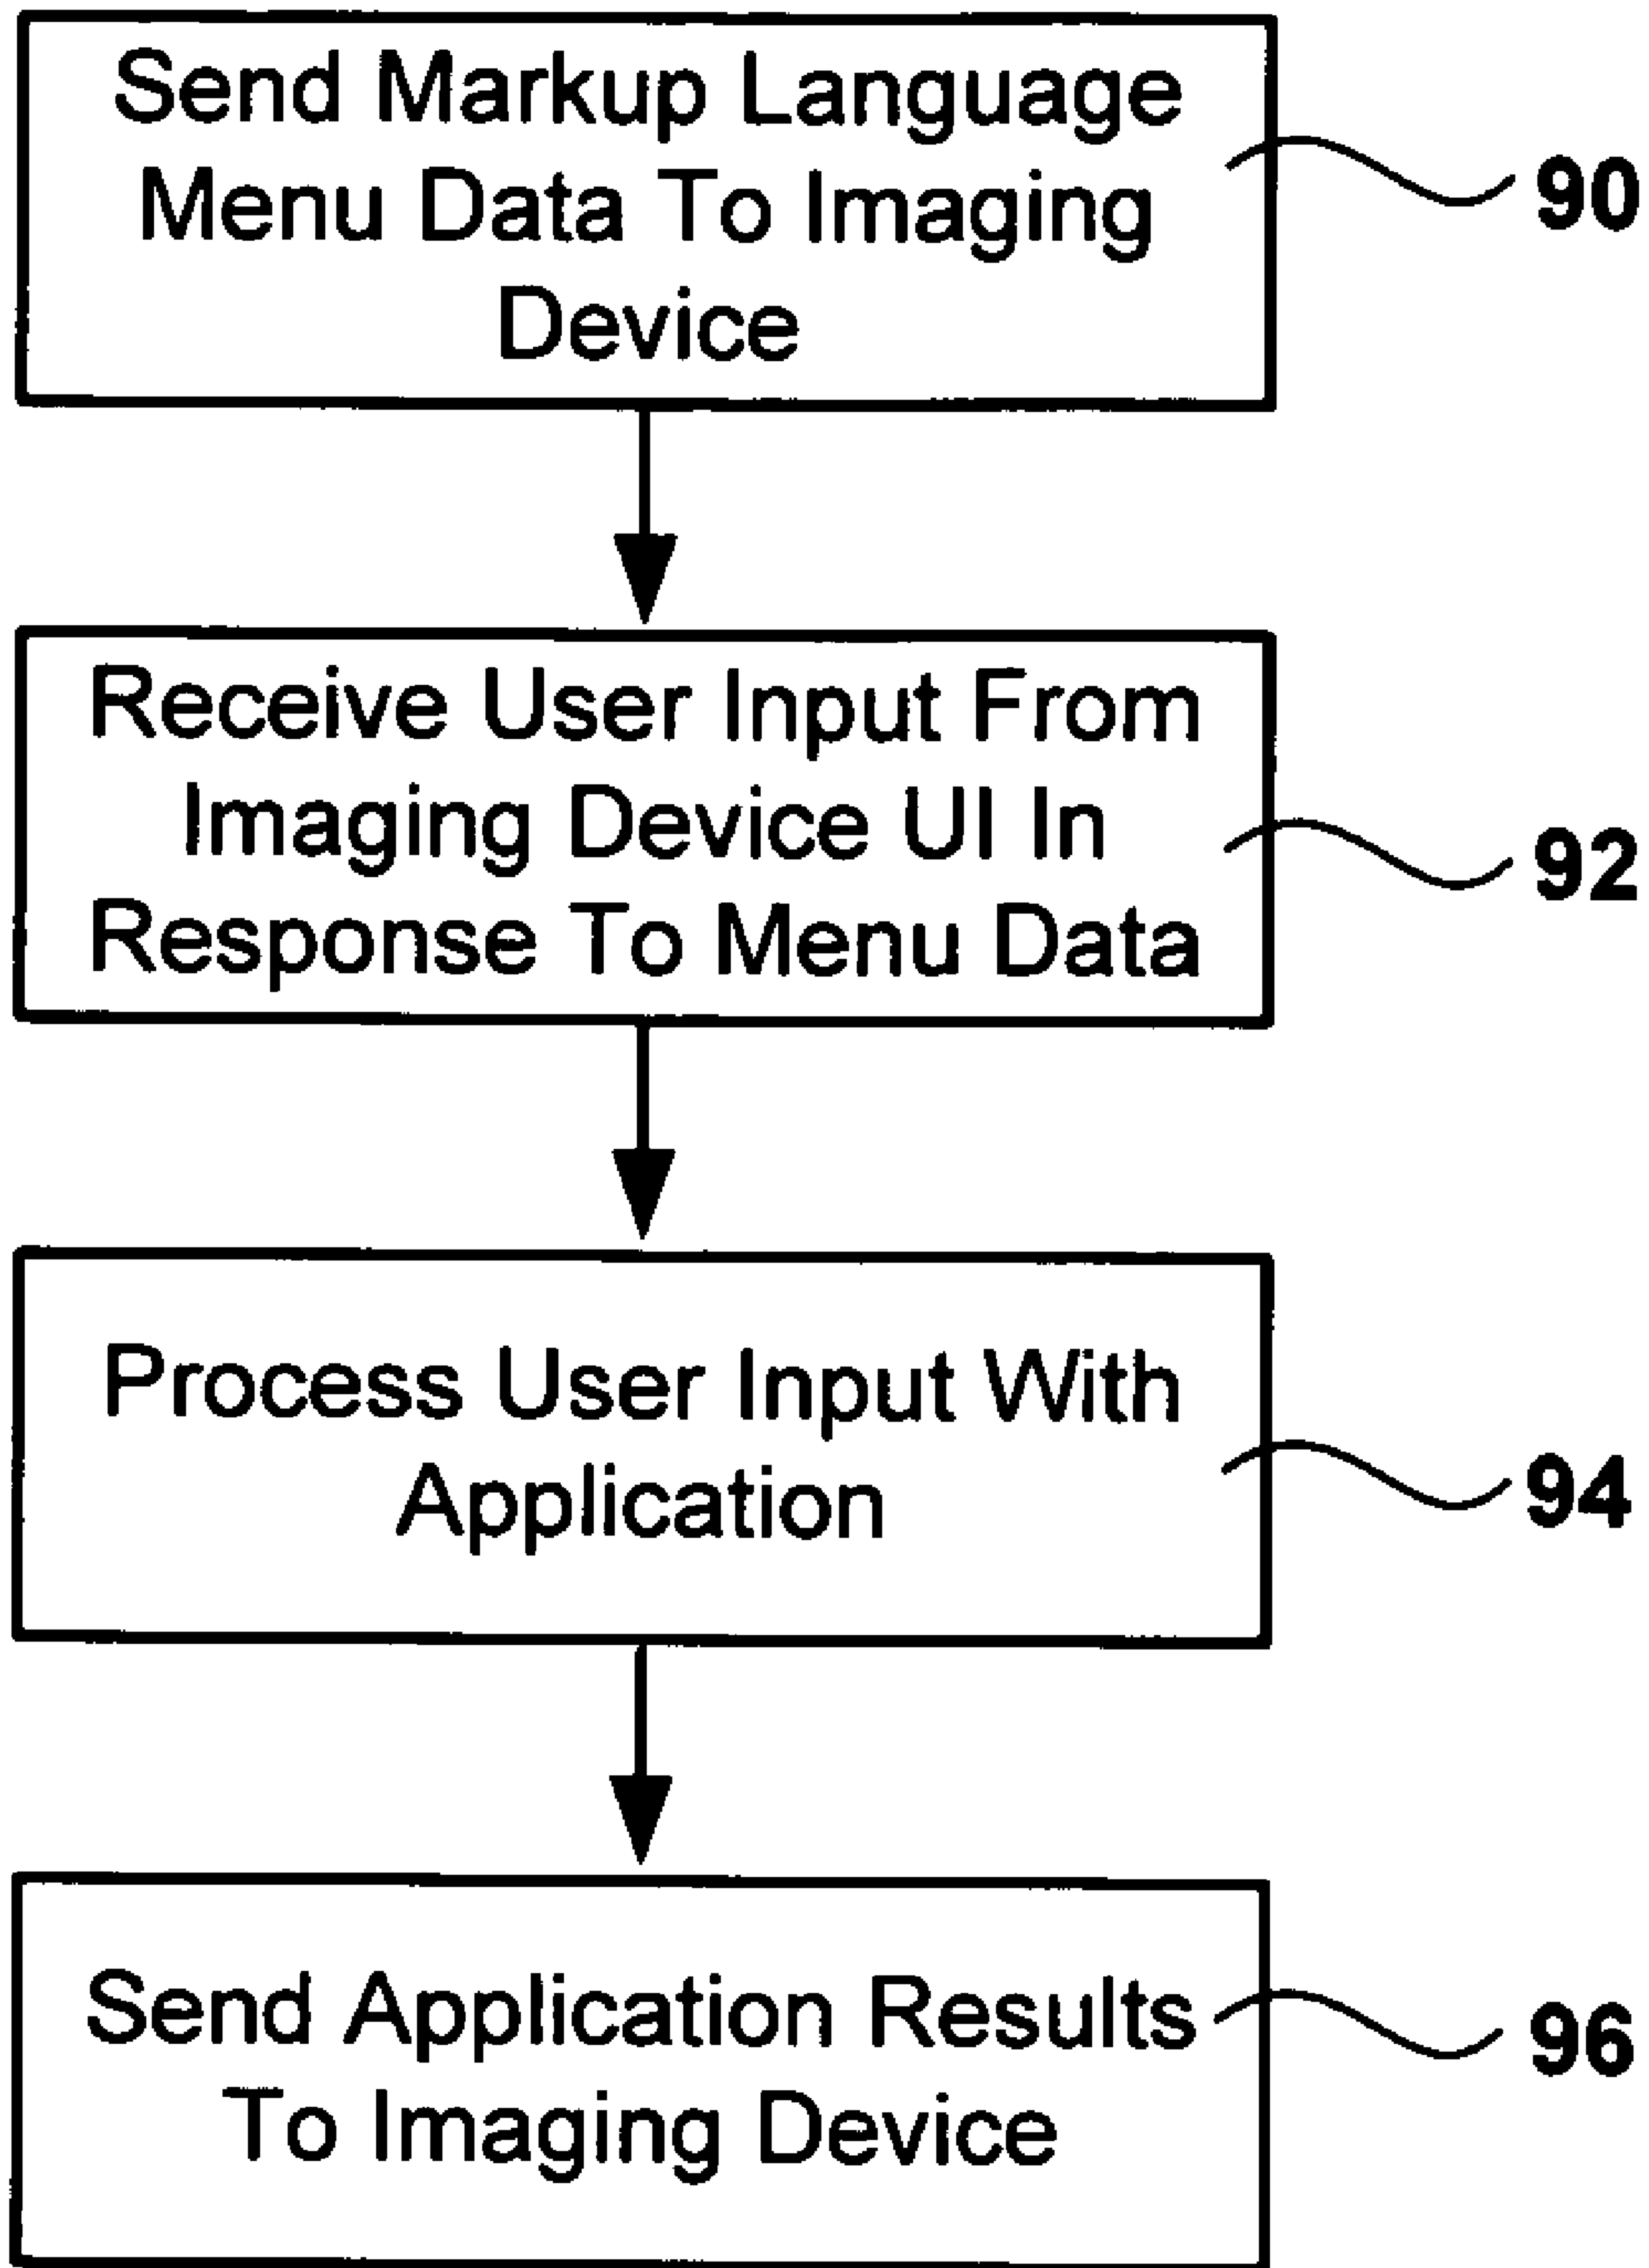 Send Markup Language
Menu Data To Imaging
Device
90
Receive User Input From
Imaging Device UI In
Response To Menu Data
92
Process User Input With
Application
94
Send Application Results
To Imaging Device
96